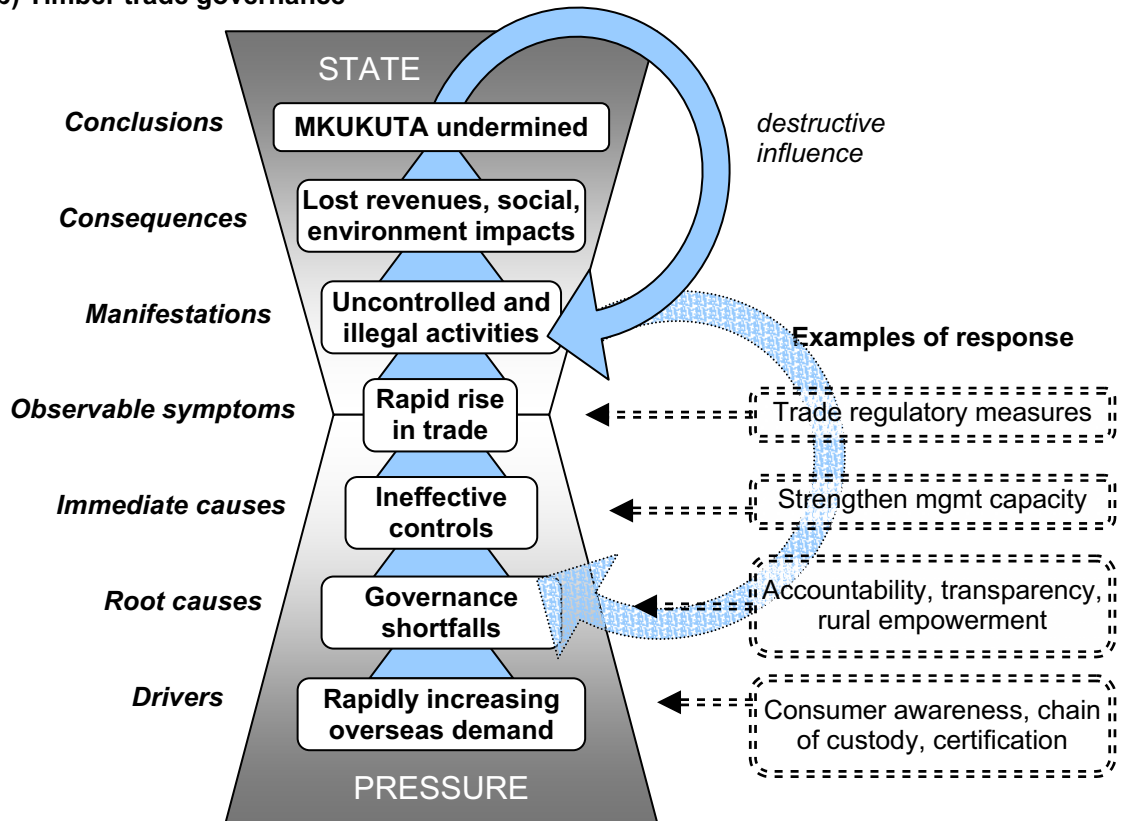 b) Timber trade governance
STATE
Conclusions
MKUKUTA undermined
destructive
influence
Consequences
Lost revenues, social,
environment impacts
Manifestations
Uncontrolled and
illegal activities
Examples of response
Observable symptoms
Rapid rise
in trade
Trade regulatory measures
Immediate causes
Ineffective
controls
Strengthen mgmt capacity
Root causes
Governance
shortfalls
Accountability, transparency,
rural empowerment
Drivers
Rapidly increasing
overseas demand
Consumer awareness, chain
of custody, certification
PRESSURE